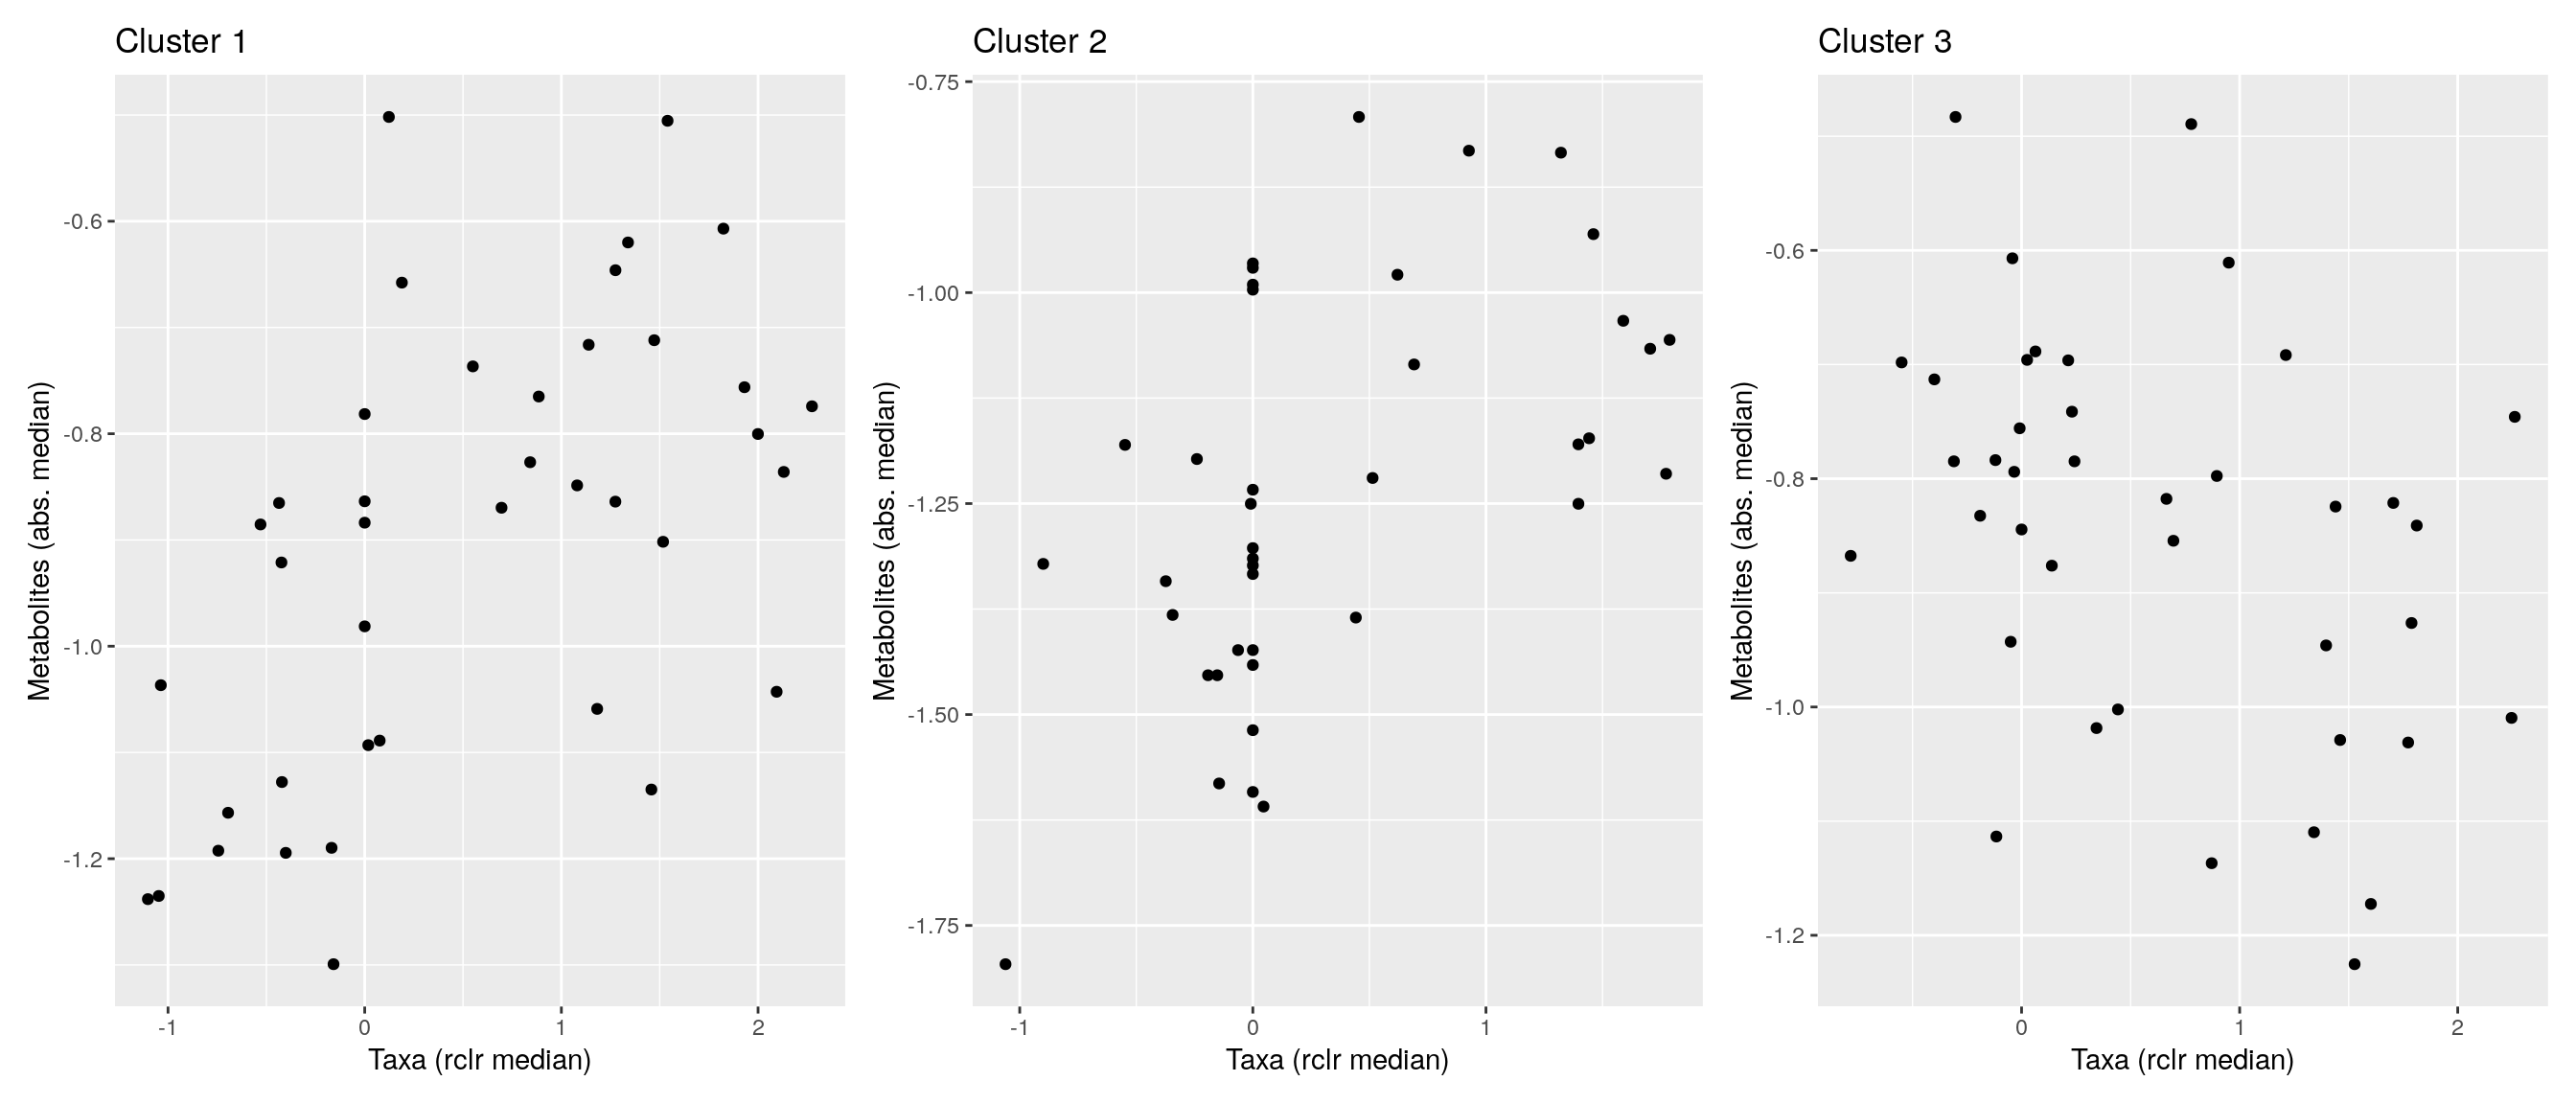 Cluster 1
Metabolites (abs. median)
-0.6
-0.8
-1.0
-1.2
-1
0
1
2
Taxa (rclr median)
Cluster 2
Metabolites (abs. median)
-0.75
-1.00
-1.25
-1.50
-1.75
-1
0
1
Taxa (rclr median)
Cluster 3
Metabolites (abs. median)
-0.6
-0.8
-1.0
-1.2
0
1
2
Taxa (rclr median)